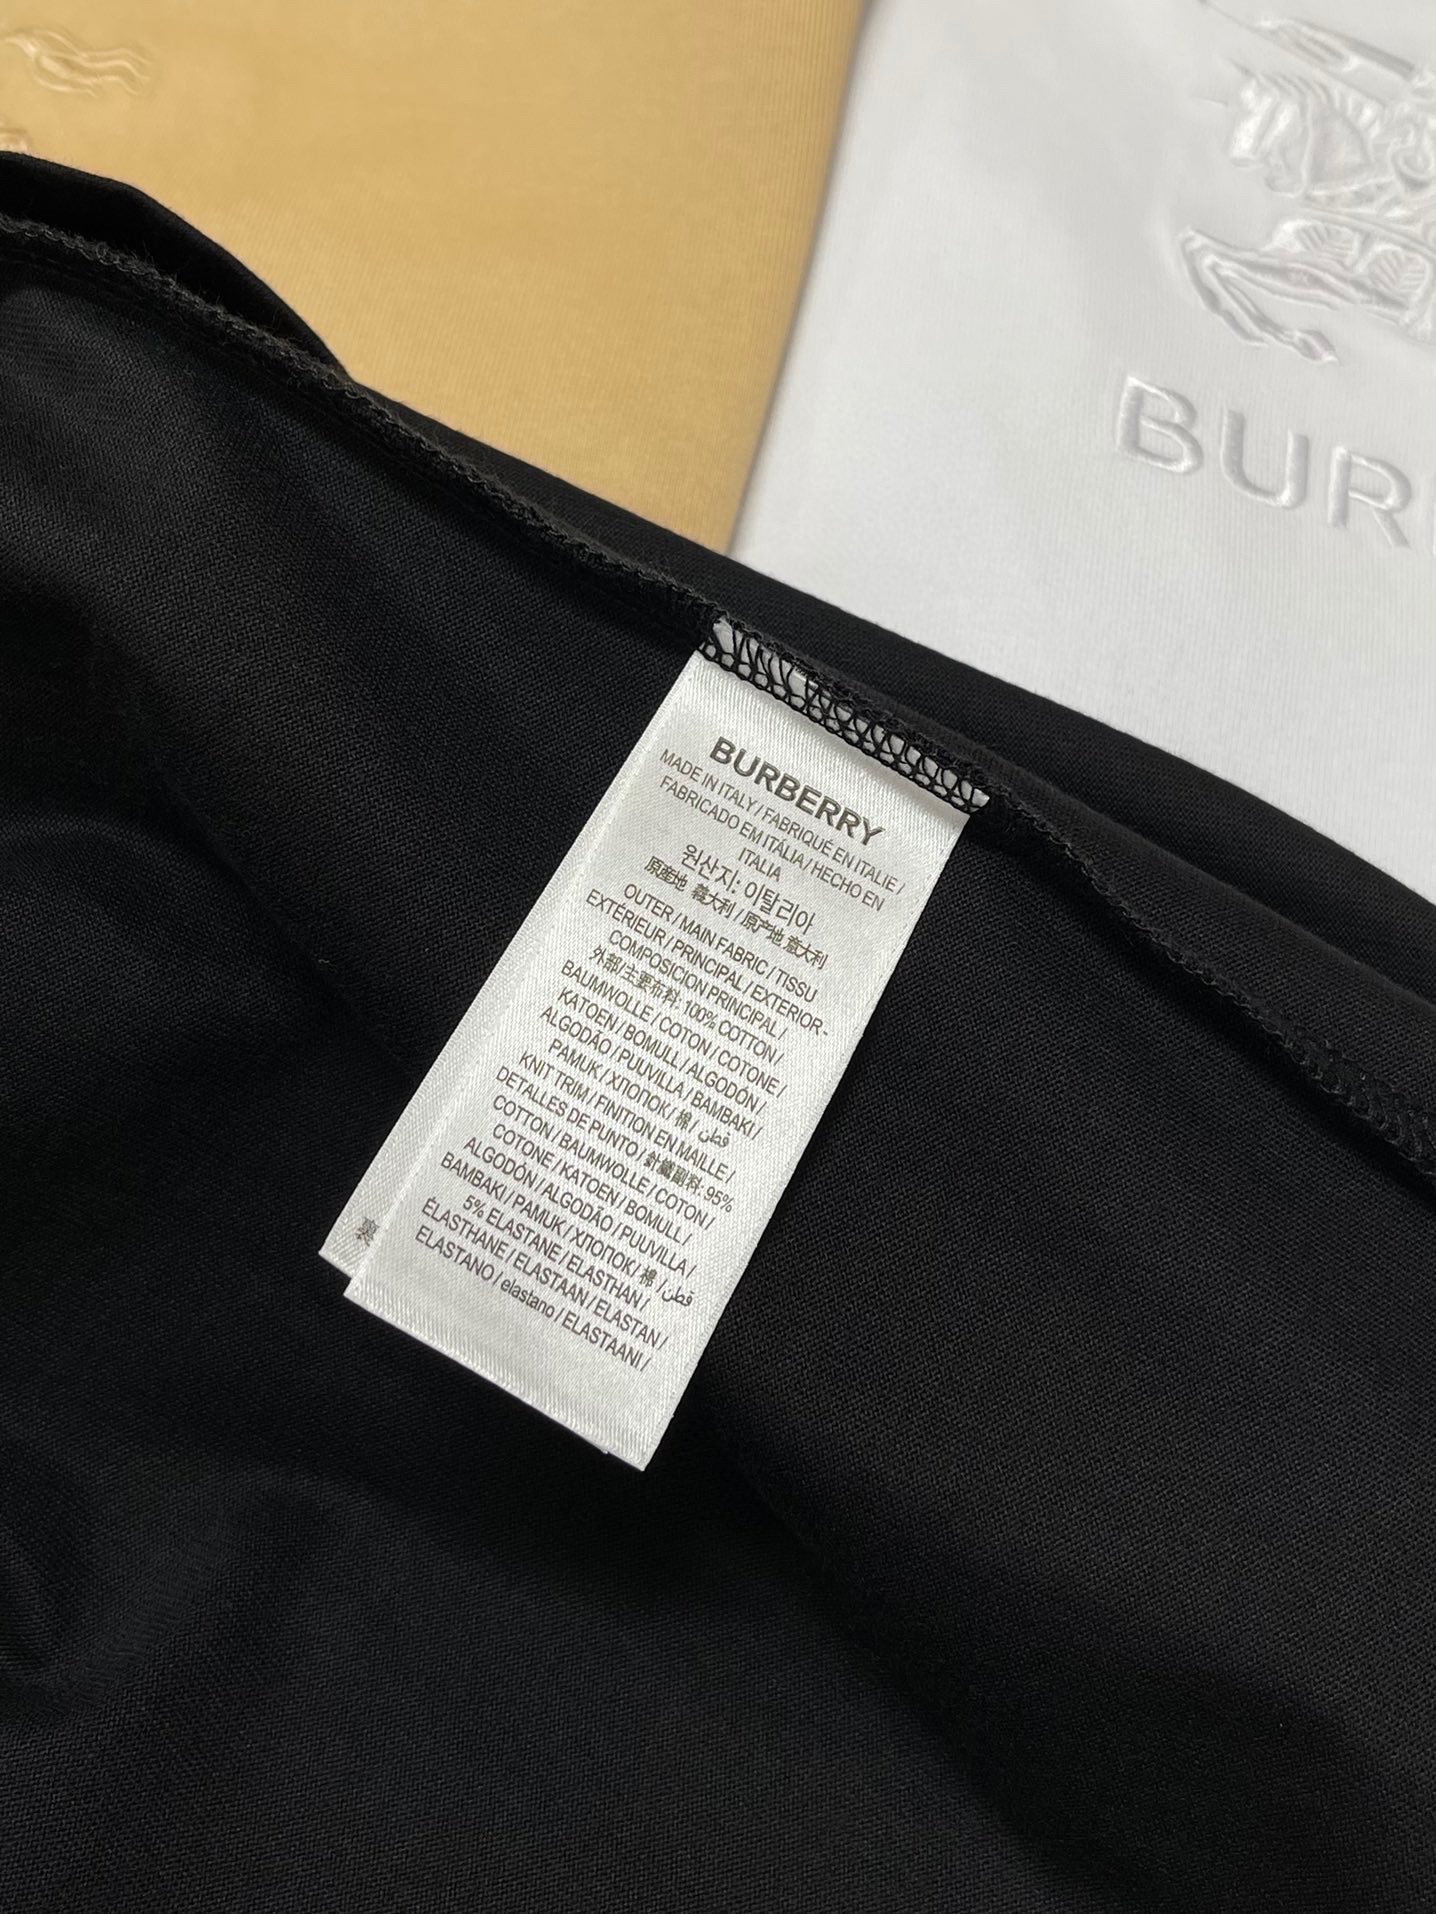 BUR
BURBERRY
MADE IN ITALY / FABRIQUÉ EN ITALIE /
FABRICADO EM ITÁLIA / HECHO EN
ITALIA
원산지: 이탈리아
原産地 義大利 / 原产地 意大利
OUTER / MAIN FABRIC / TISSU
EXTÉRIEUR / PRINCIPAL / EXTERIOR-
COMPOSICION PRINCIPAL /
外部/主要布料: 100% COTTON /
BAUMWOLLE / COTON / COTONE /
KATOEN / BOMULL / ALGODÓN /
ALGODÃO / PUUVILLA / BAMBAKI /
PAMUK / ХЛОПОК / 棉 / قطن
KNIT TRIM / FINITION EN MAILLE /
DETALLES DE PUNTO / 針織副料: 95%
COTTON / BAUMWOLLE / COTON /
COTONE / KATOEN / BOMULL /
ALGODÓN / ALGODÃO / PUUVILLA /
BAMBAKI / PAMUK / ХЛОПОК / 棉 / قطن
5% ELASTANE / ELASTHAN /
ÉLASTHANE / ELASTAAN / ELASTAN /
ELASTANO / elastano / ELASTAANI /